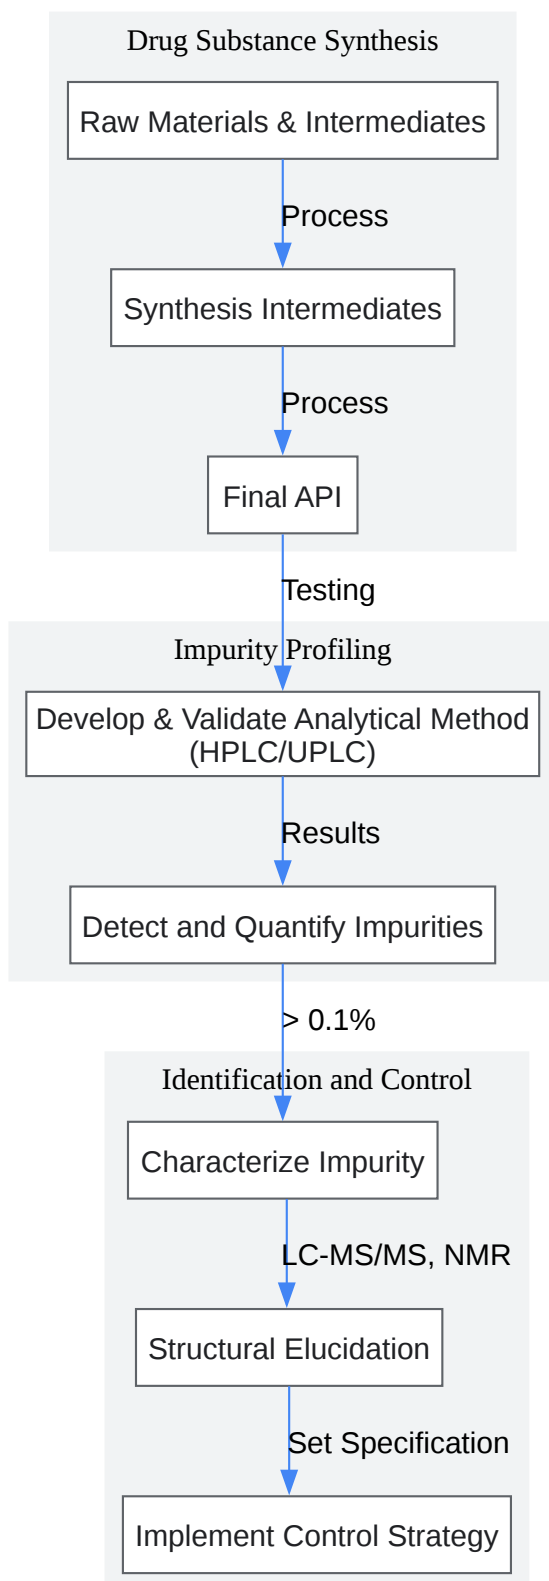 Drug Substance Synthesis
Raw Materials & Intermediates
Process
Synthesis Intermediates
Process
Final API
Testing
Impurity Profiling
Develop & Validate Analytical Method
(HPLC/UPLC)
Results
Detect and Quantify Impurities
> 0.1%
Identification and Control
Characterize Impurity
LC-MS/MS, NMR
Structural Elucidation
Set Specification
Implement Control Strategy